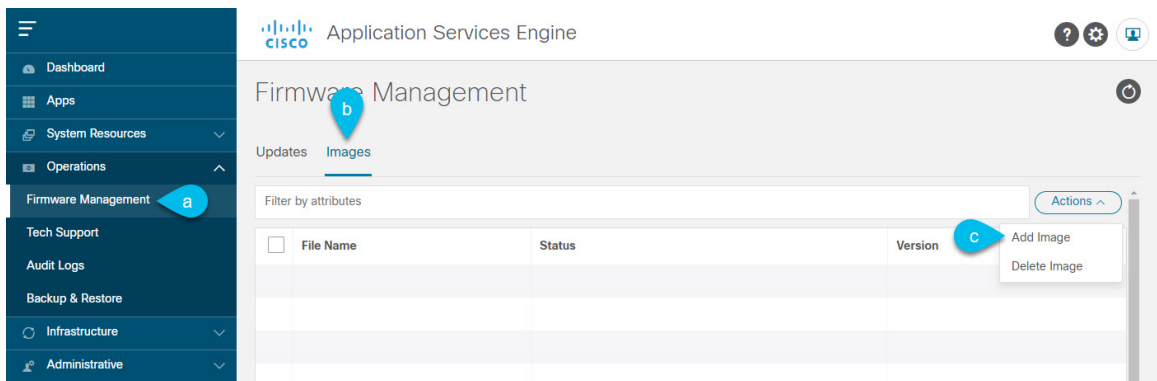 CISCO Application Services Engine
?
Dashboard
Apps
System Resources
Operations
Firmware Management
a
Tech Support
Audit Logs
Backup & Restore
Infrastructure
Administrative
Firmware Management
b
Updates Images
Filter by attributes
Actions
File Name Status Version
c
Add Image
Delete Image